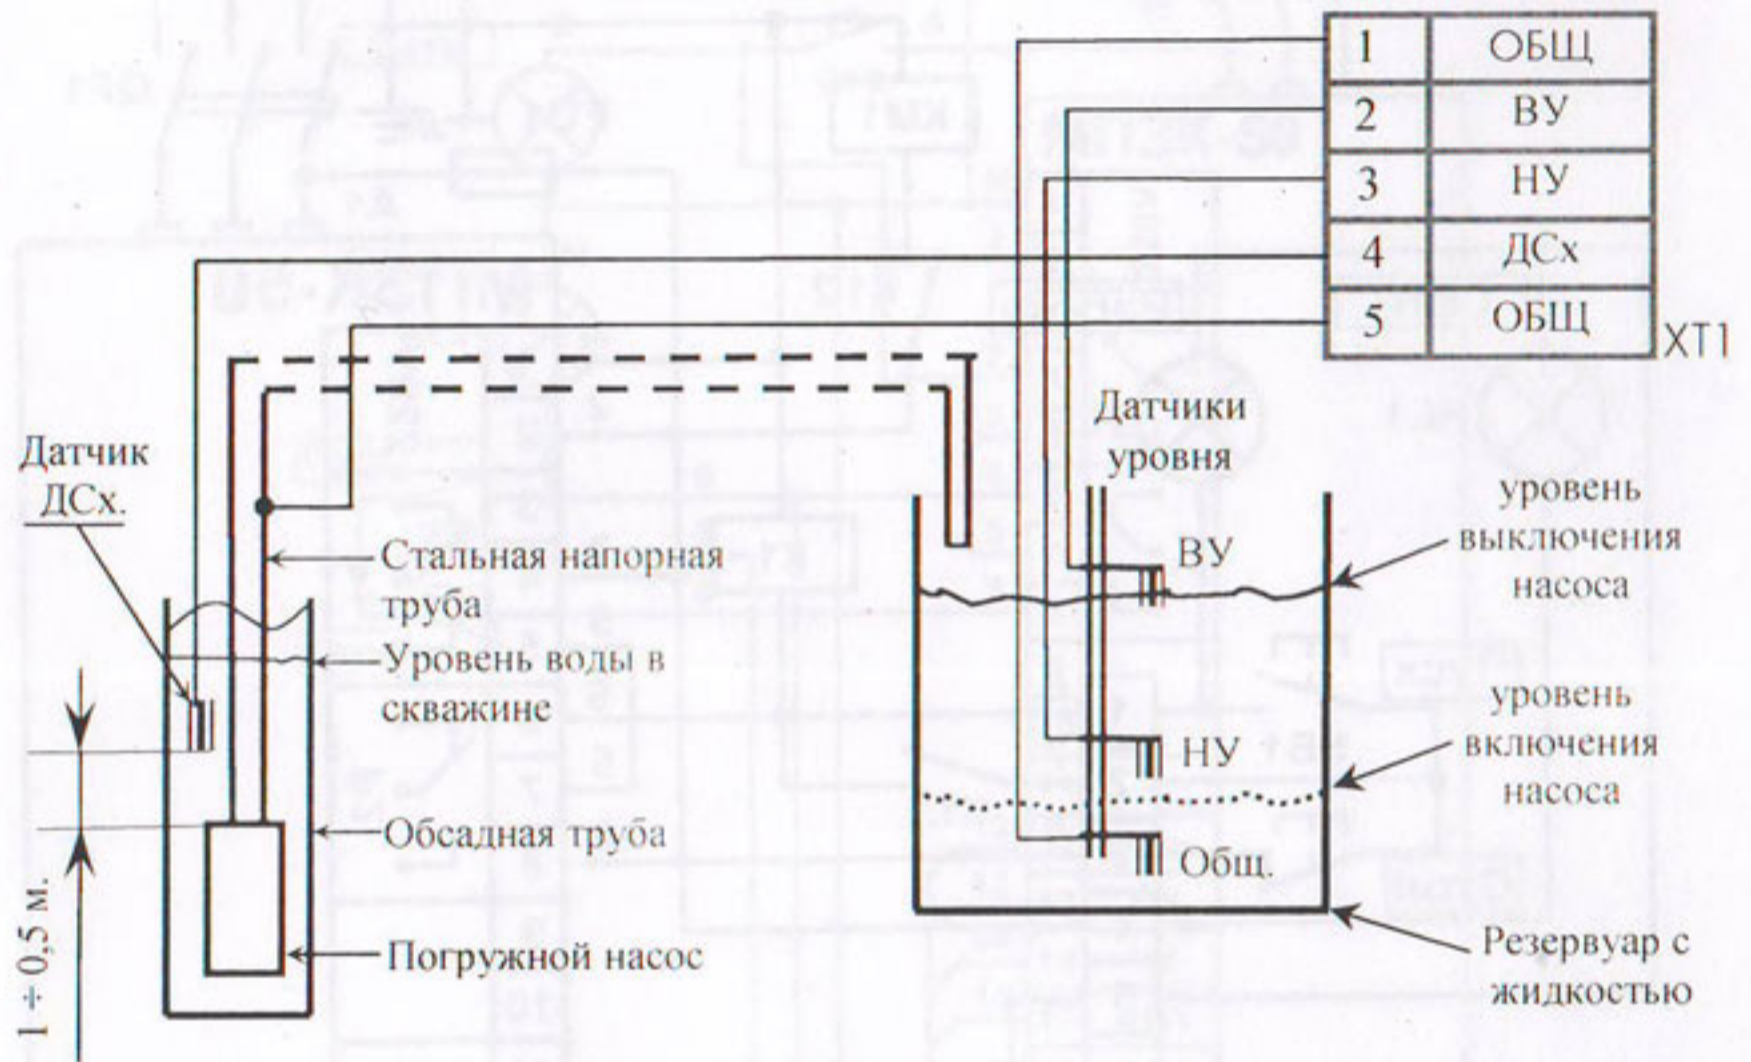 1 ОБЩ
2 ВУ
3 НУ
4 ДСх
5 ОБЩ
ХТ1
Датчик
ДСх.
Стальная напорная
труба
Уровень воды в
скважине
Обсадная труба
Погружной насос
1 ÷ 0,5 м.
Датчики
уровня
ВУ
НУ
Общ.
уровень
выключения
насоса
уровень
включения
насоса
Резервуар с
жидкостью